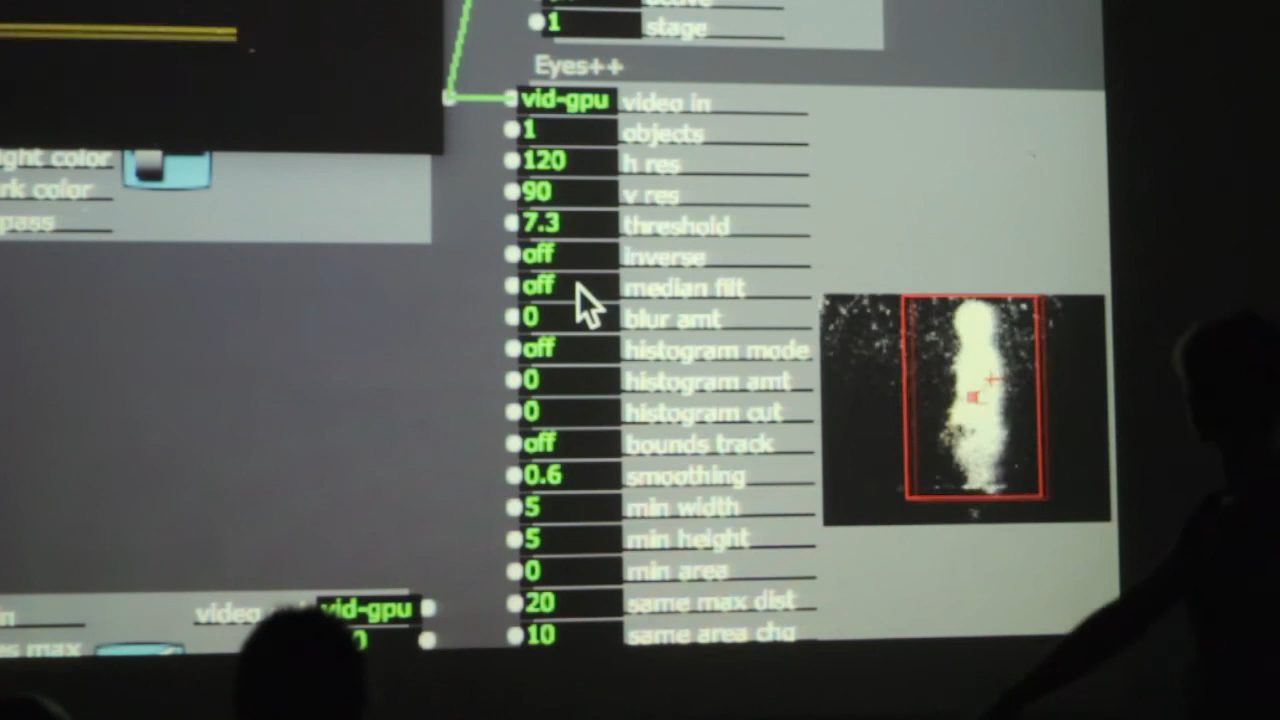 1 stage
Eyes++
vid-gpu video in
1 objects
120 h res
90 v res
7.3 threshold
off inverse
off median filt
0 blur amt
off histogram mode
0 histogram amt
0 histogram cut
off bounds track
0.6 smoothing
5 min width
5 min height
0 min area
20 same max dist
10 same area chg
color
color
pass
video
vid-gpu
0
max